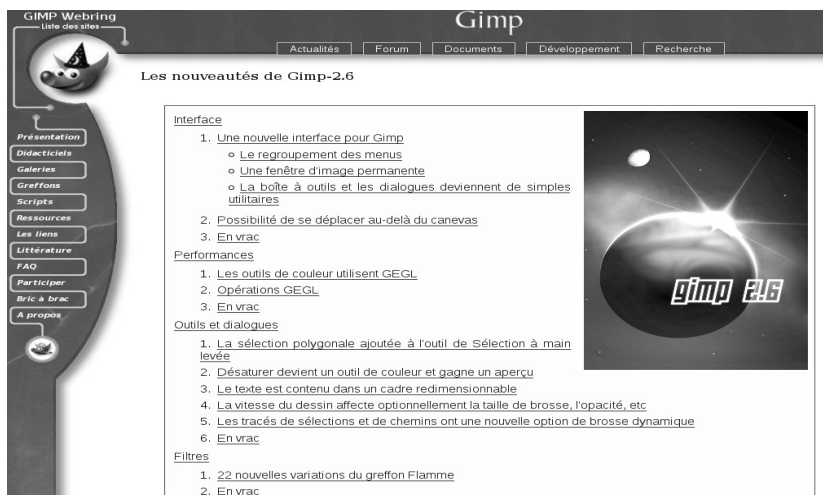 GIMP Webring
Liste des sites
Gimp
Actualités
Forum
Documents
Développement
Recherche
Les nouveautés de Gimp-2.6
Présentation
Didacticiels
Galeries
Greffons
Scripts
Ressources
Les liens
Littérature
FAQ
Participer
Bric à brac
A propos
Interface
1. Une nouvelle interface pour Gimp
o Le regroupement des menus
o Une fenêtre d'image permanente
o La boîte à outils et les dialogues deviennent de simples
utilitaires
2. Possibilité de se déplacer au-delà du canevas
3. En vrac
Performances
1. Les outils de couleur utilisent GEGL
2. Opérations GEGL
3. En vrac
Outils et dialogues
1. La sélection polygonale ajoutée à l'outil de Sélection à main
levée
2. Désaturer devient un outil de couleur et gagne un aperçu
3. Le texte est contenu dans un cadre redimensionnable
4. La vitesse du dessin affecte optionnellement la taille de brosse, l'opacité, etc
5. Les tracés de sélections et de chemins ont une nouvelle option de brosse dynamique
6. En vrac
Filtres
1. 22 nouvelles variations du greffon Flamme
2. En vrac
gimp 2.6